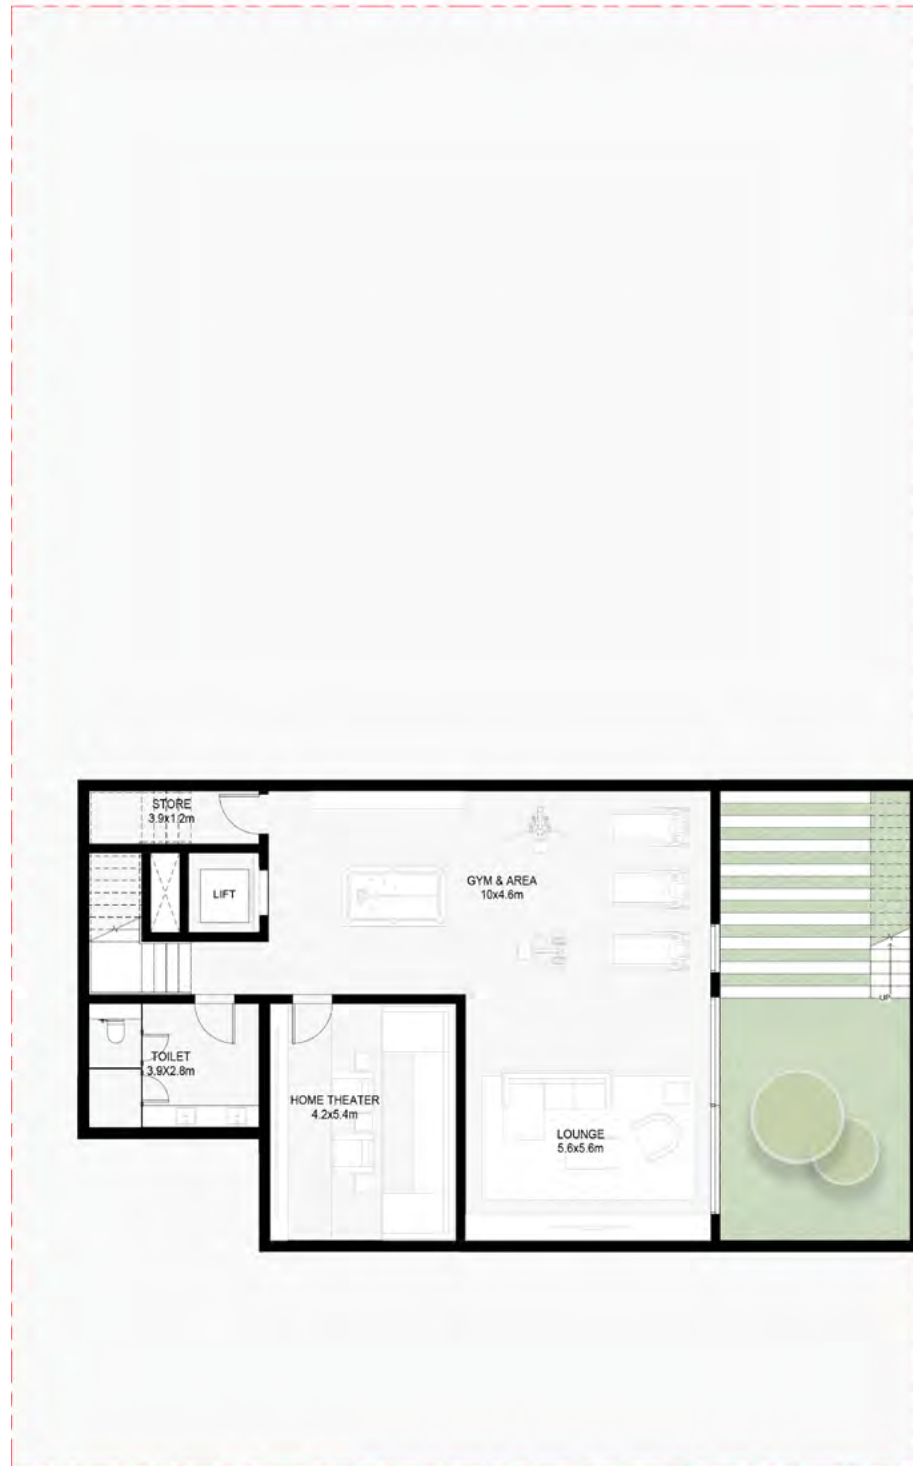 STORE
3.9x1.2m
LIFT
GYM & AREA
10x4.6m
UP
TOILET
3.9X2.8m
HOME THEATER
4.2x5.4m
LOUNGE
5.6x5.6m